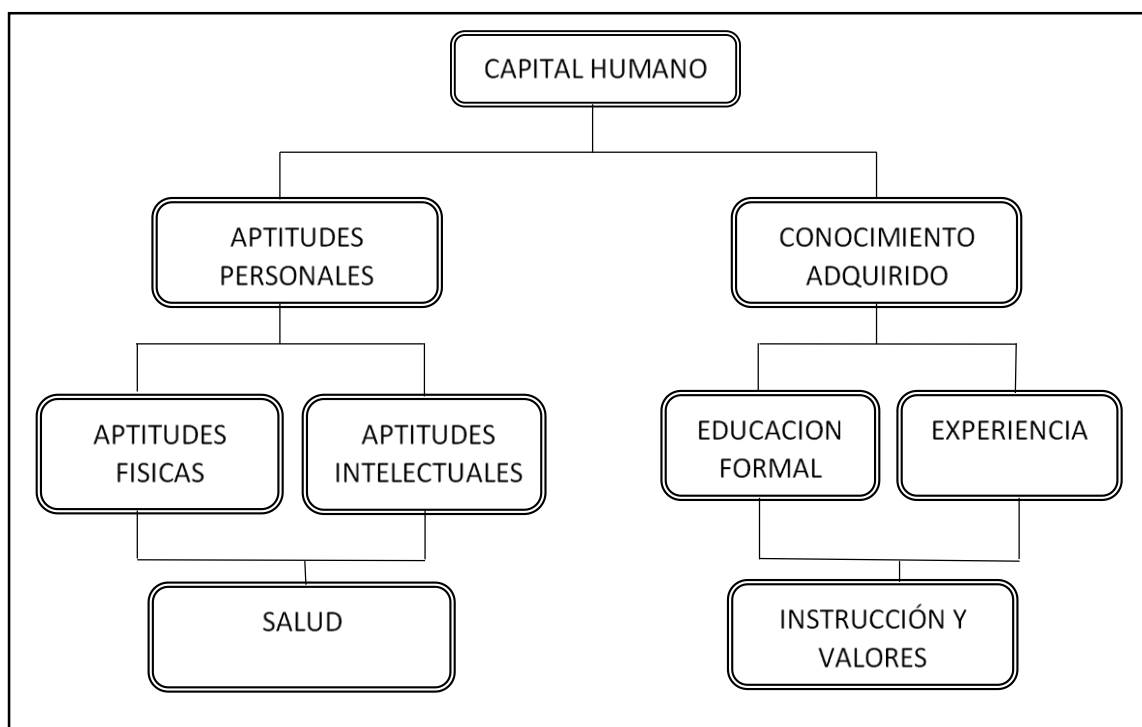 CAPITAL HUMANO
APTITUDES
PERSONALES
CONOCIMIENTO
ADQUIRIDO
APTITUDES
FISICAS
APTITUDES
INTELECTUALES
EDUCACION
FORMAL
EXPERIENCIA
SALUD
INSTRUCCIÓN Y
VALORES